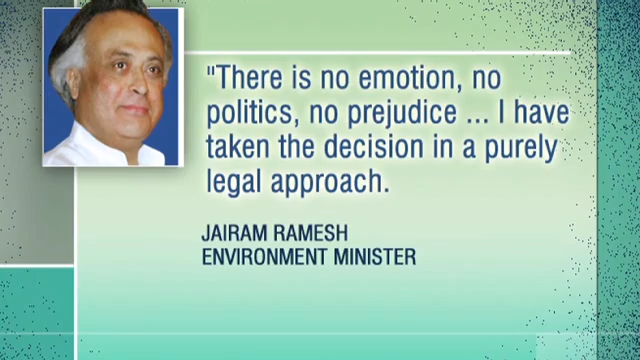 "There is no emotion, no
politics, no prejudice ... I have
taken the decision in a purely
legal approach.
JAIRAM RAMESH
ENVIRONMENT MINISTER